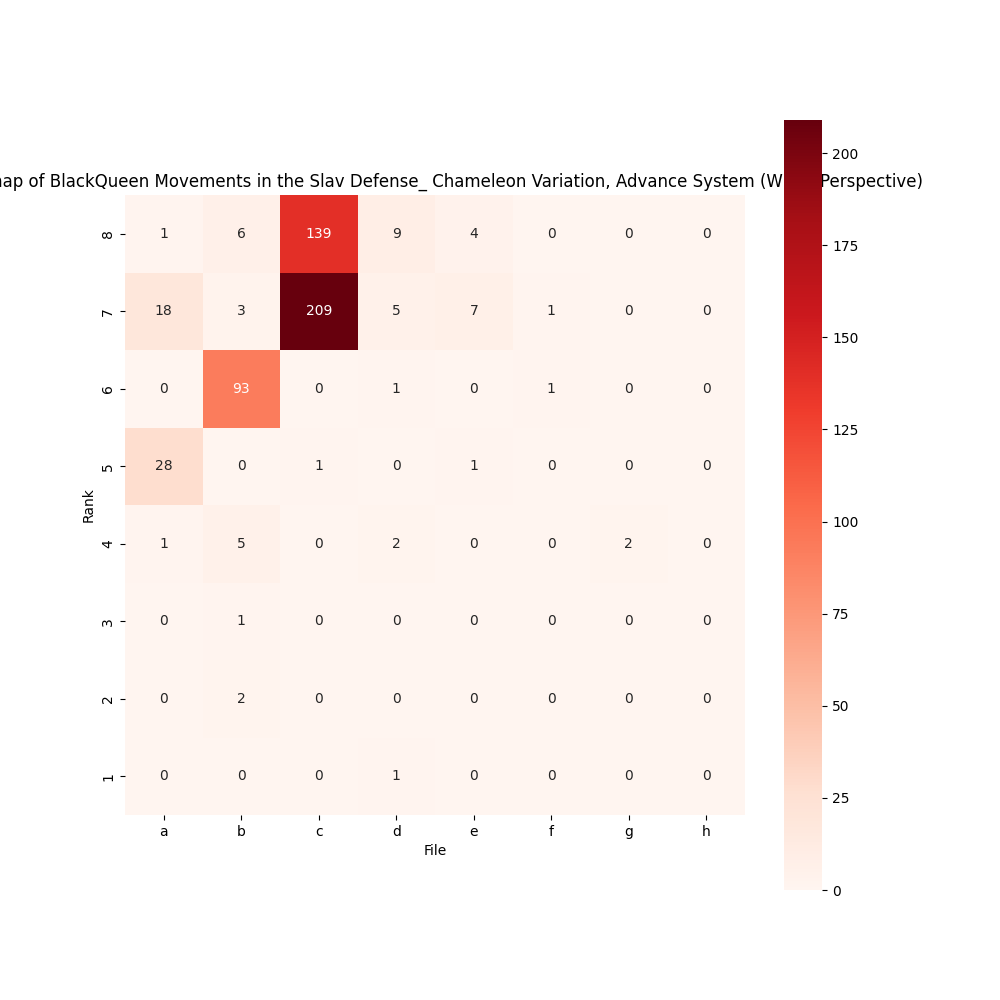 map of BlackQueen Movements in the Slav Defense_ Chameleon Variation, Advance System (W Perspective)
8 1 6 139 9 4 0 0 0
7 18 3 209 5 7 1 0 0
6 0 93 0 1 0 1 0 0
5 28 0 1 0 1 0 0 0
4 1 5 0 2 0 0 2 0
3 0 1 0 0 0 0 0 0
2 0 2 0 0 0 0 0 0
1 0 0 0 1 0 0 0 0
a b c d e f g h
File
Rank
200
175
150
125
100
75
50
25
0